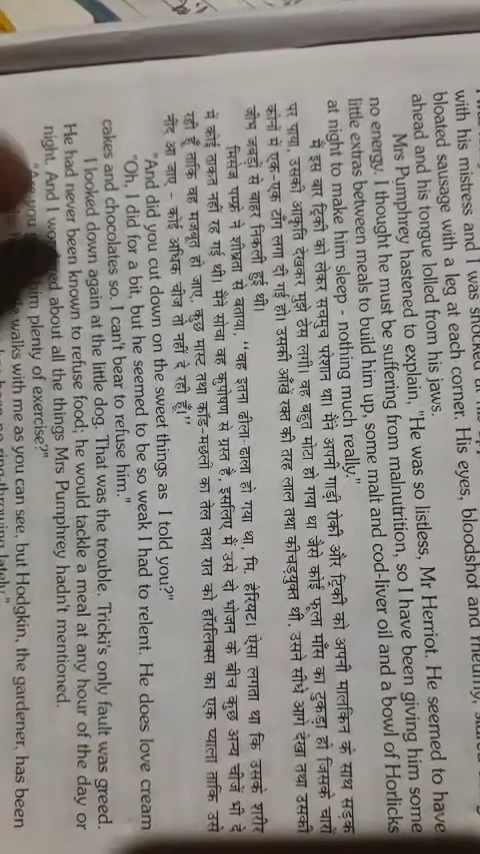 with his mistress and I was shocked at
bloated sausage with a leg at each corner. His eyes, bloodshot and rheumy,
ahead and his tongue lolled from his jaws.
Mrs Pumphrey hastened to explain, "He was so listless, Mr Herriot. He seemed to have
no energy. I thought he must be suffering from malnutrition, so I have been giving him some
little extras between meals to build him up, some malt and cod-liver oil and a bowl of Horlicks
at night to make him sleep - nothing much really."
मैं इस बार ट्रिकी को लेकर सचमुच परेशान था। मैंने अपनी गाड़ी रोकी और ट्रिकी को अपनी मालकिन के साथ सड़क
पर पाया, उसकी आकृति देखकर मुझे ठेस लगी। वह बहुत मोटा हो गया था जैसे कोई फूला माँस का टुकड़ा हो जिसके चारों
कोनों में एक-एक टाँग लगा दी गई हो। उसकी आँखें रक्त की तरह लाल तथा कीचड़युक्त थी, उसने सीधे आगे देखा तथा उसकी
जीभ जबड़ों से बाहर निकली हुई थी।
मिसेज पम्फ्रे ने शीघ्रता से बताया, ''वह इतना ढीला-ढाला हो गया था, मि. हेरियट। ऐसा लगता था कि उसके शरीर
में कोई ताकत नहीं रह गई थी। मैंने सोचा वह कुपोषण से ग्रस्त है, इसलिए मैं उसे दो भोजन के बीच कुछ अन्य चीजें भी दे
रही हूँ ताकि वह मजबूत हो जाए, कुछ माल्ट तथा कॉड-मछली का तेल तथा रात को हॉरलिक्स का एक प्याला ताकि उसे
नींद आ जाए - कोई अधिक चीज तो नहीं दे रही हूँ।''
"And did you cut down on the sweet things as I told you?"
"Oh, I did for a bit, but he seemed to be so weak I had to relent. He does love cream
cakes and chocolates so. I can't bear to refuse him."
I looked down again at the little dog. That was the trouble. Tricki's only fault was greed.
He had never been known to refuse food; he would tackle a meal at any hour of the day or
night. And I about all the things Mrs Pumphrey hadn't mentioned.
you him plenty of exercise?"
walks with me as you can see, but Hodgkin, the gardener, has been
no ring-throwing lately."